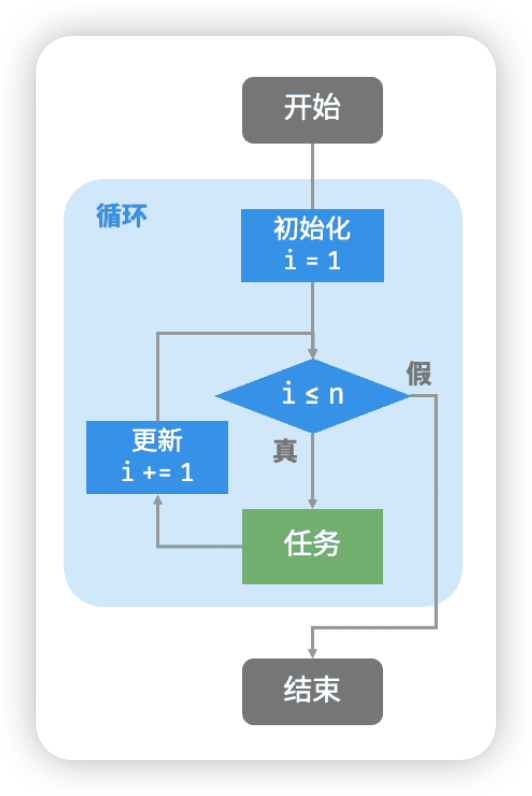 开始
循环
初始化
i = 1
i ≤ n
假
真
更新
i += 1
任务
结束